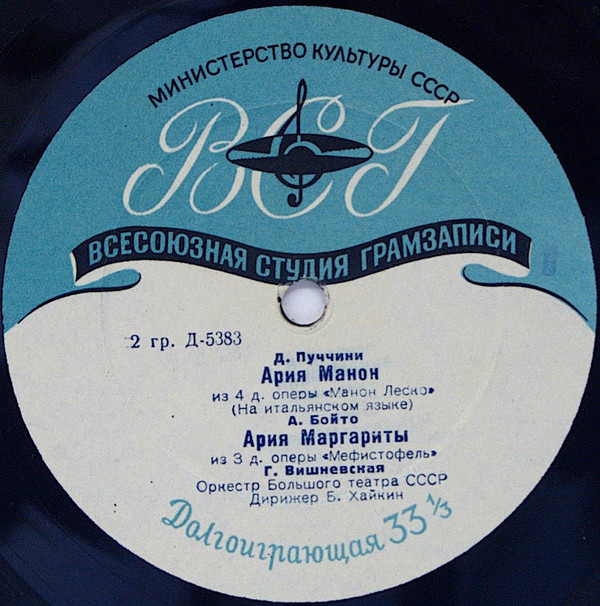 МИНИСТЕРСТВО КУЛЬТУРЫ СССР
ВСГ
ВСЕСОЮЗНАЯ СТУДИЯ ГРАМЗАПИСИ
2 гр. Д-5383
Д. Пуччини
Ария Манон
из 4 д. оперы «Манон Леско»
(На итальянском языке)
А. Бойто
Ария Маргариты
из 3 д. оперы «Мефистофель»
Г. Вишневская
Оркестр Большого театра СССР
Дирижер Б. Хайкин
Долгоиграющая 33 1/3